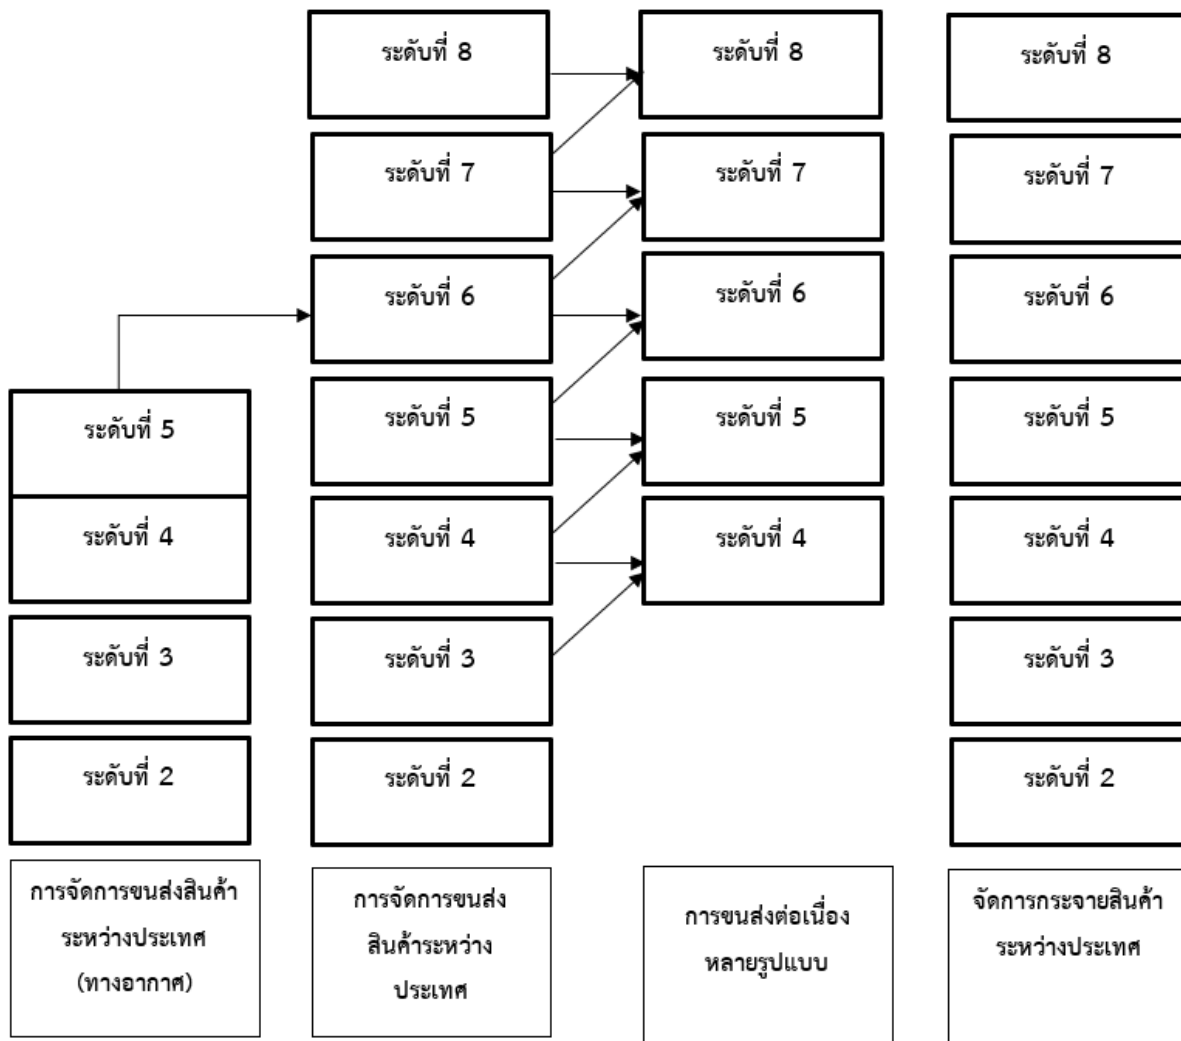 ระดับที่ 8
ระดับที่ 8
ระดับที่ 8
ระดับที่ 7
ระดับที่ 7
ระดับที่ 7
ระดับที่ 6
ระดับที่ 6
ระดับที่ 6
ระดับที่ 5
ระดับที่ 5
ระดับที่ 5
ระดับที่ 5
ระดับที่ 4
ระดับที่ 4
ระดับที่ 4
ระดับที่ 4
ระดับที่ 3
ระดับที่ 3
ระดับที่ 3
ระดับที่ 2
ระดับที่ 2
ระดับที่ 2
การจัดการขนส่งสินค้า
ระหว่างประเทศ
(ทางอากาศ)
การจัดการขนส่ง
สินค้าระหว่าง
ประเทศ
การขนส่งต่อเนื่อง
หลายรูปแบบ
จัดการกระจายสินค้า
ระหว่างประเทศ